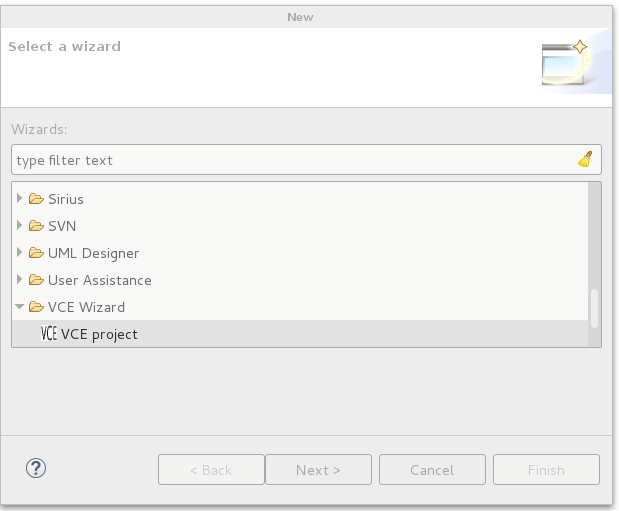 New
Select a wizard
Wizards:
type filter text
Sirius
SVN
UML Designer
User Assistance
VCE Wizard
VCE VCE project
? < Back Next > Cancel Finish